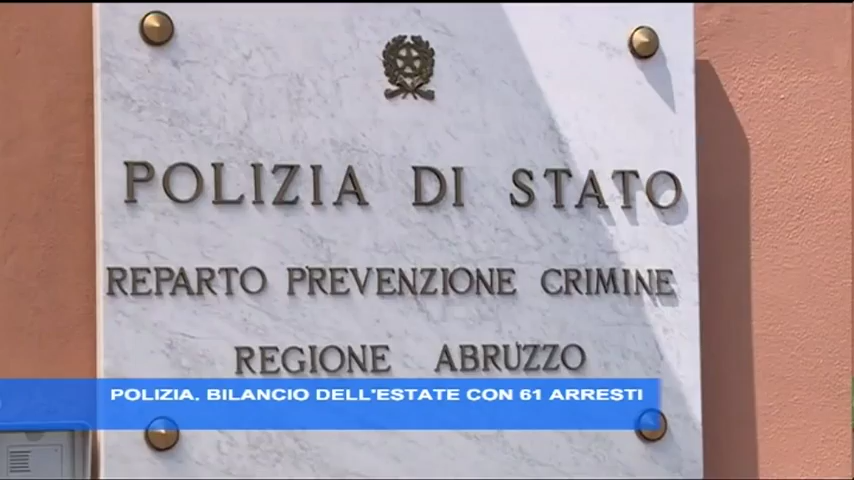 POLIZIA DI STATO
REPARTO PREVENZIONE CRIMINE
REGIONE ABRUZZO
POLIZIA. BILANCIO DELL'ESTATE CON 61 ARRESTI